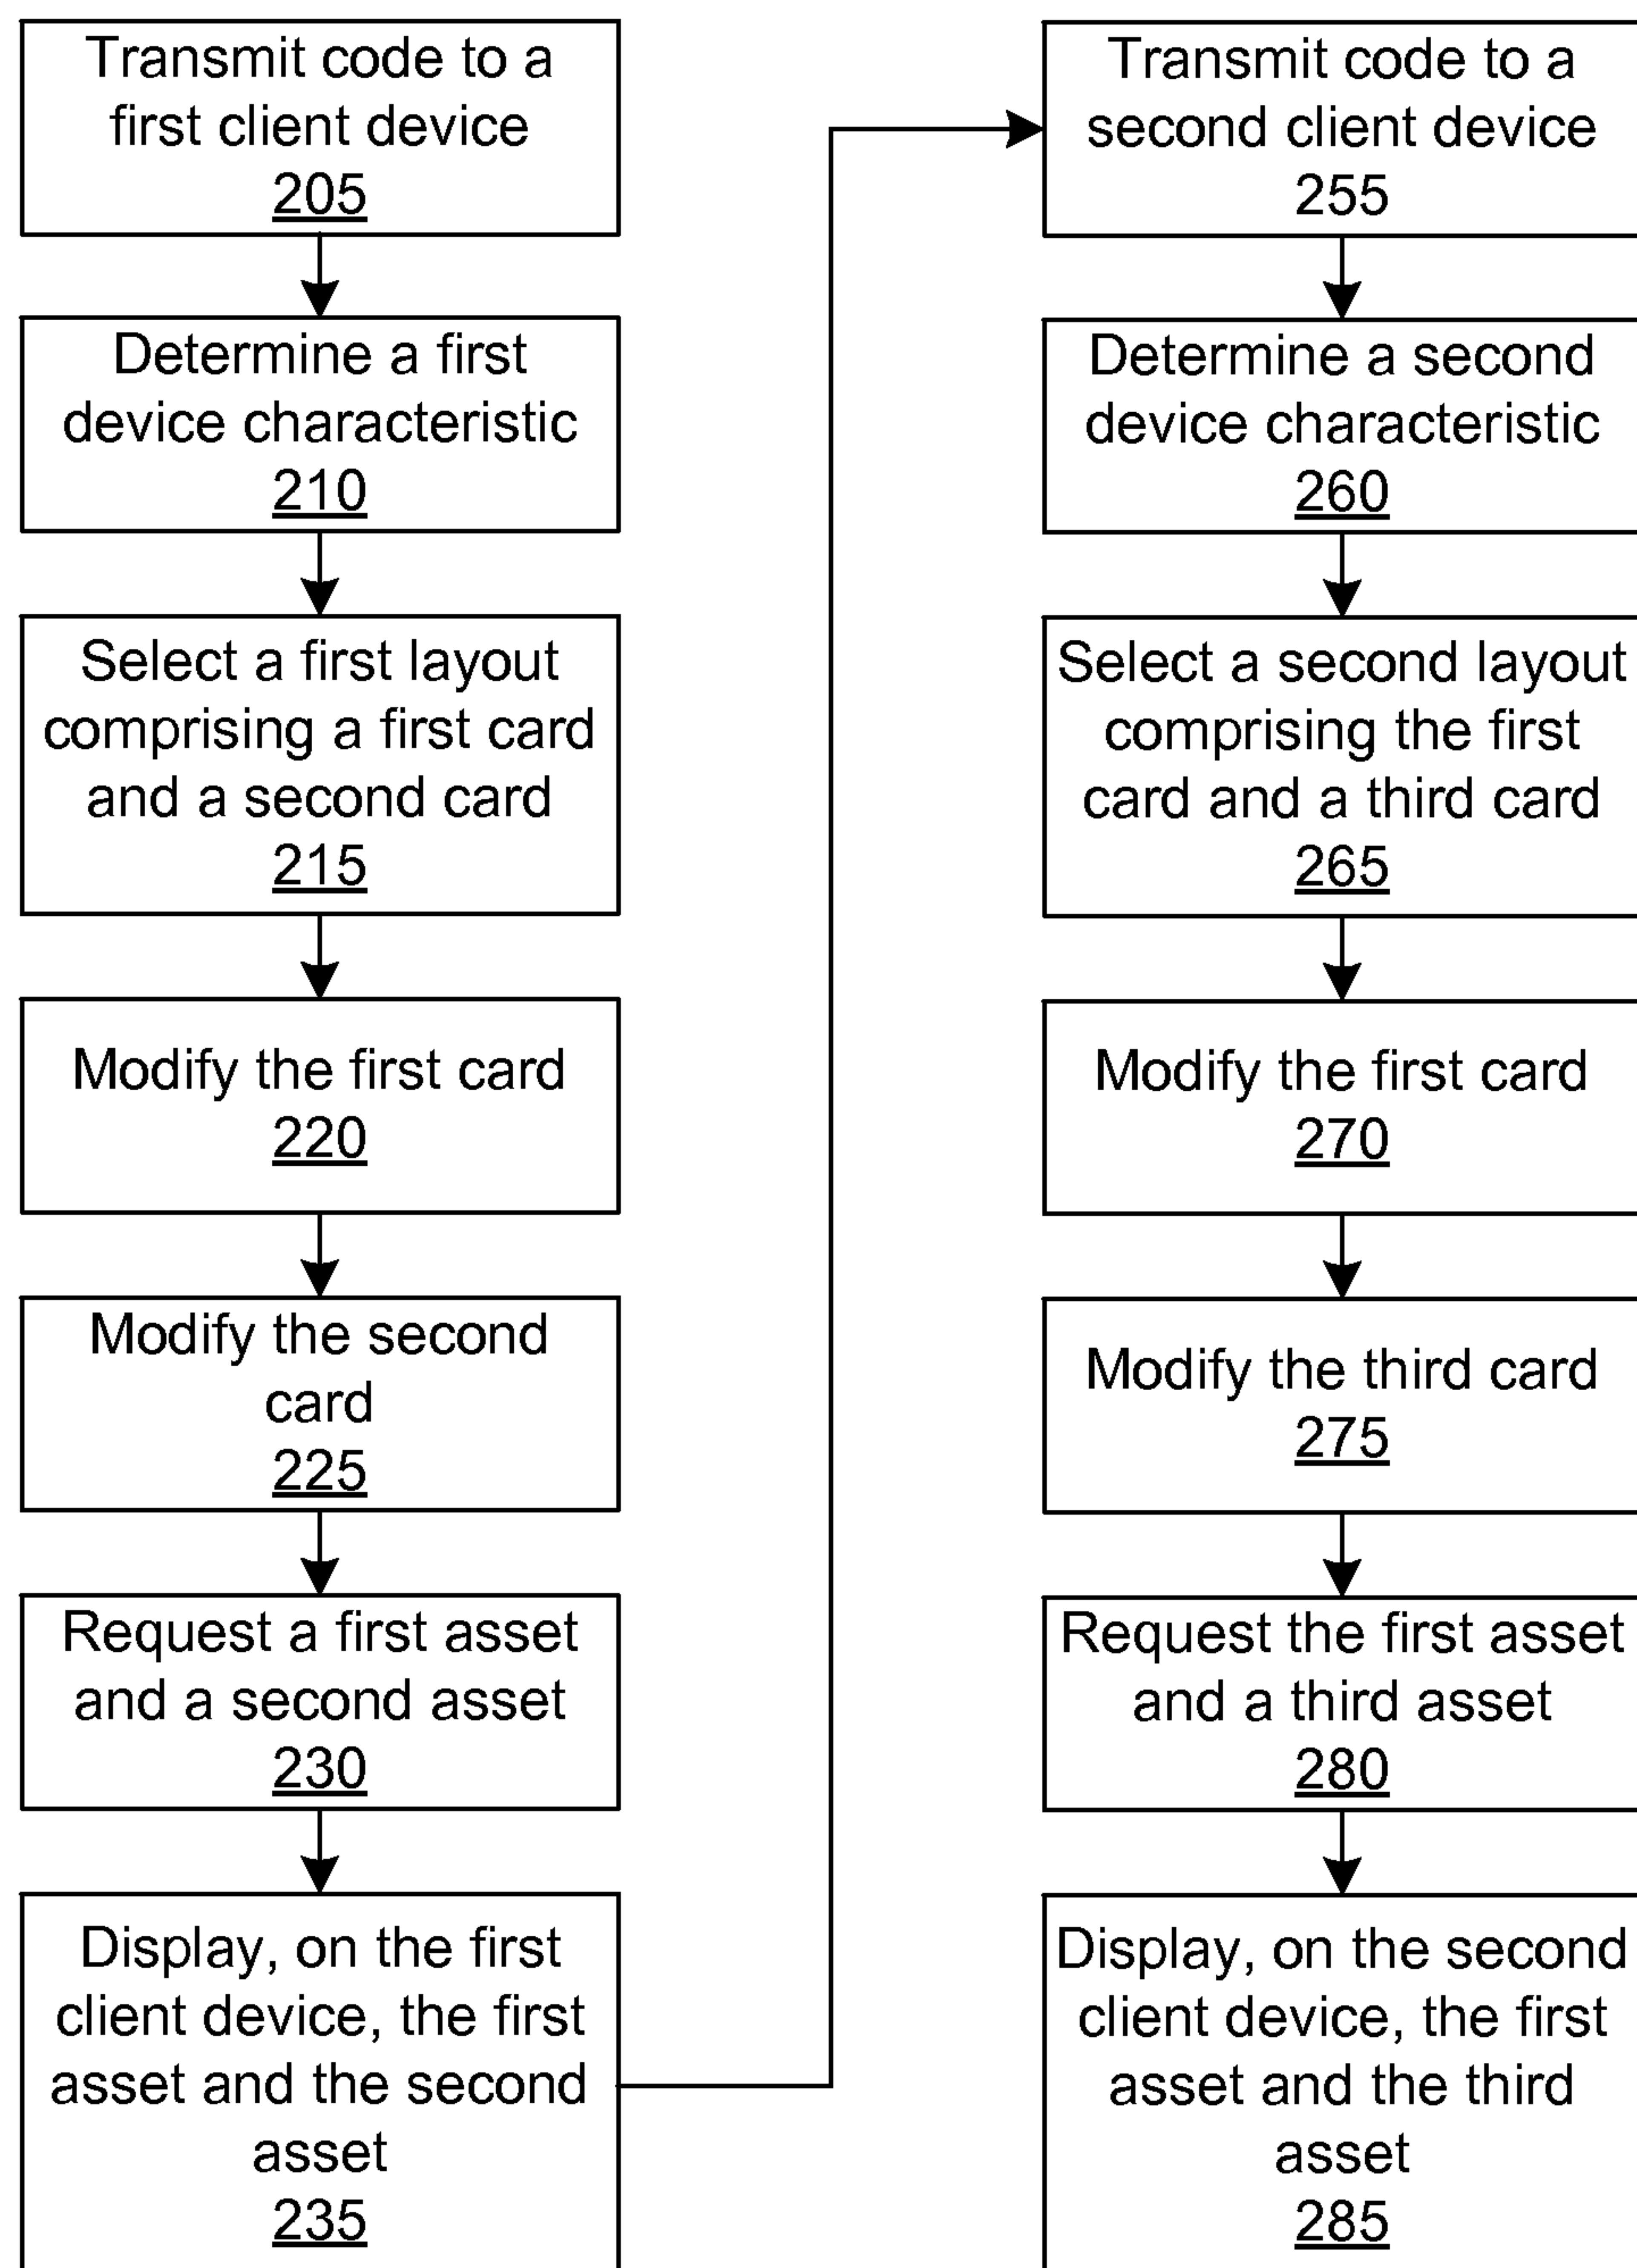 Transmit code to a
first client device
205
Determine a first
device characteristic
210
Select a first layout
comprising a first card
and a second card
215
Modify the first card
220
Modify the second
card
225
Request a first asset
and a second asset
230
Display, on the first
client device, the first
asset and the second
asset
235
Transmit code to a
second client device
255
Determine a second
device characteristic
260
Select a second layout
comprising the first
card and a third card
265
Modify the first card
270
Modify the third card
275
Request the first asset
and a third asset
280
Display, on the second
client device, the first
asset and the third
asset
285